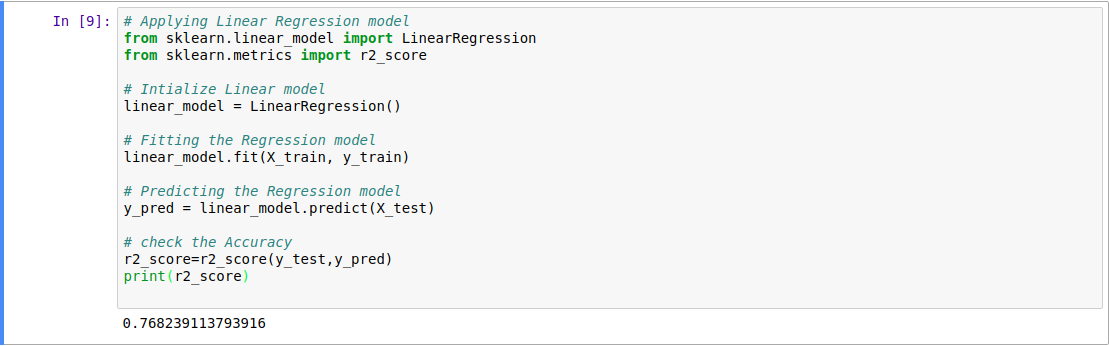 In [9]: # Applying Linear Regression model
from sklearn.linear_model import LinearRegression
from sklearn.metrics import r2_score
# Intialize Linear model
linear_model = LinearRegression()
# Fitting the Regression model
linear_model.fit(X_train, y_train)
# Predicting the Regression model
y_pred = linear_model.predict(X_test)
# check the Accuracy
r2_score=r2_score(y_test,y_pred)
print(r2_score)
0.768239113793916